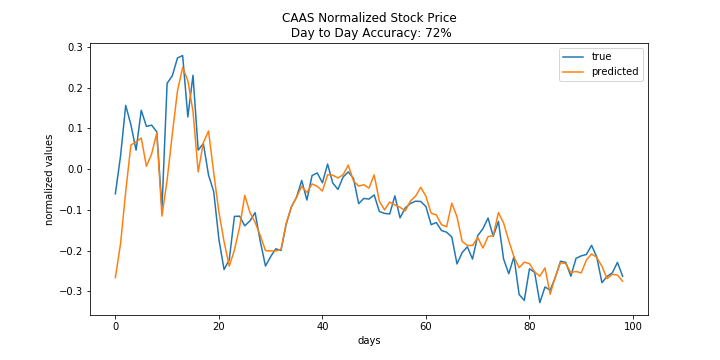 CAAS Normalized Stock Price
Day to Day Accuracy: 72%
true
predicted
normalized values
0.3
0.2
0.1
0.0
−0.1
−0.2
−0.3
0
20
40
60
80
100
days